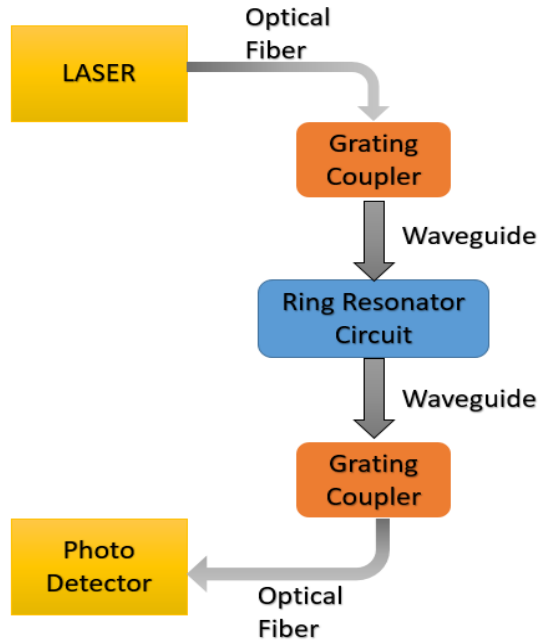 Optical
Fiber
LASER
Grating
Coupler
Waveguide
Ring Resonator
Circuit
Waveguide
Grating
Coupler
Photo
Detector
Optical
Fiber